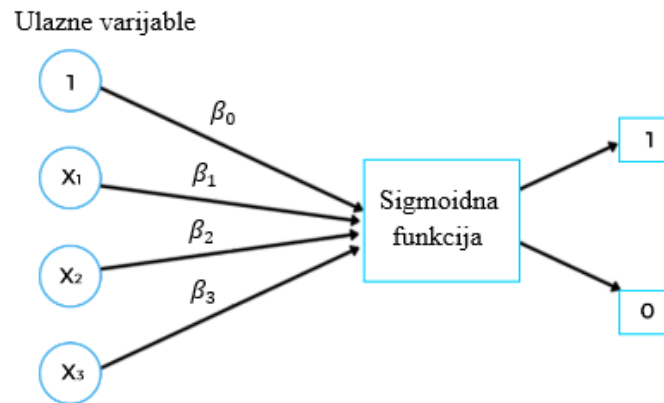 Ulazne varijable
1
β₀
X₁
β₁
X₂
β₂
X₃
β₃
Sigmoidna
funkcija
1
0